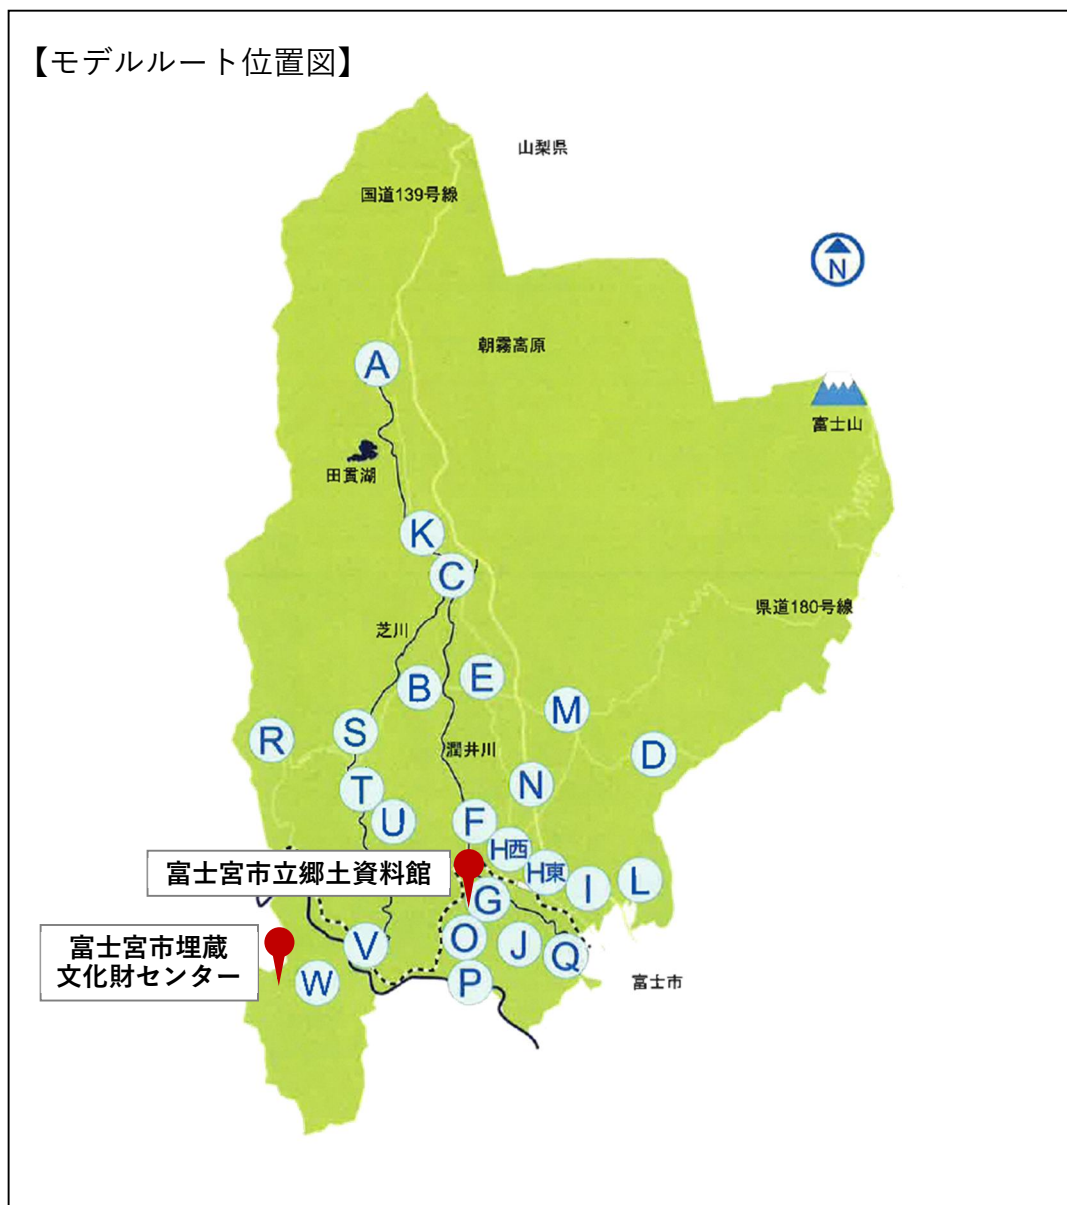 【モデルルート位置図】
山梨県
国道139号線
N
朝霧高原
A
富士山
田貫湖
K
C
県道180号線
芝川
B
E
M
R
S
潤井川
D
T
N
U
F
H西
富士宮市立郷土資料館
H東
I
L
G
富士宮市埋蔵
文化財センター
V
O
J
Q
W
P
富士市